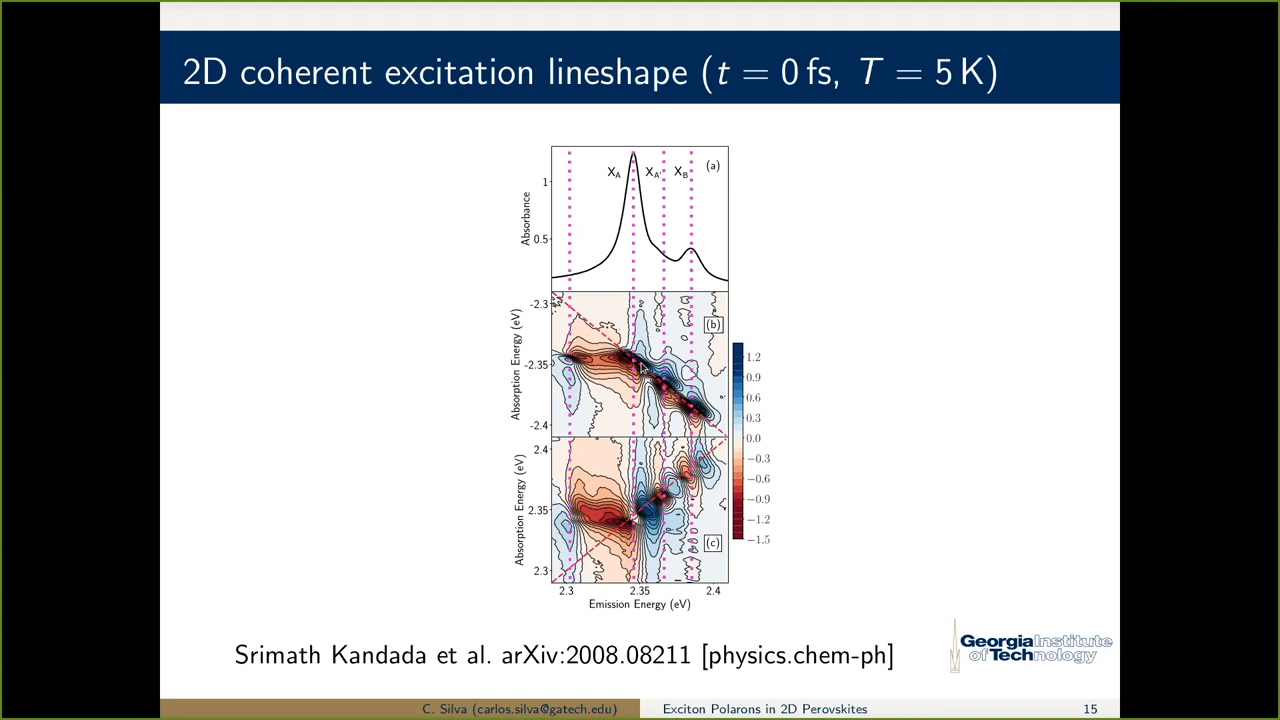 2D coherent excitation lineshape (t = 0 fs, T = 5 K)
X_A X_A' X_B (a)
Absorbance
1
0.5
(b)
Absorption Energy (eV)
-2.3
-2.35
-2.4
(c)
Absorption Energy (eV)
2.4
2.35
2.3
2.3 2.35 2.4
Emission Energy (eV)
1.2
0.9
0.6
0.3
0.0
−0.3
−0.6
−0.9
−1.2
−1.5
Srimath Kandada et al. arXiv:2008.08211 [physics.chem-ph]
Georgia Institute
of Technology
C. Silva (carlos.silva@gatech.edu) Exciton Polarons in 2D Perovskites 15